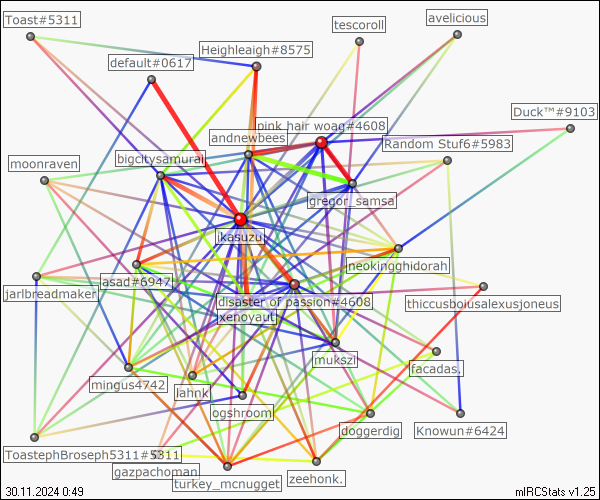 Toast#5311
tescoroll
avelicious
Heighleigh#8575
default#0617
Duck™#9103
pink hair woag#4608
andnewbees
Random Stuf6#5983
bigcitysamurai
moonraven
gregor_samsa
ikasuzu
neokingghidorah
asad#6947
jarlbreadmaker
disaster of passion#4608
thiccusboiusalexusjoneus
xenoyaut
mukszi
facadas.
mingus4742
lahnk
ogshroom
doggerdig
Knowun#6424
ToastephBroseph5311#5311
gazpachoman
zeehonk.
turkey_mcnugget
30.11.2024 0:49
mIRCStats v1.25